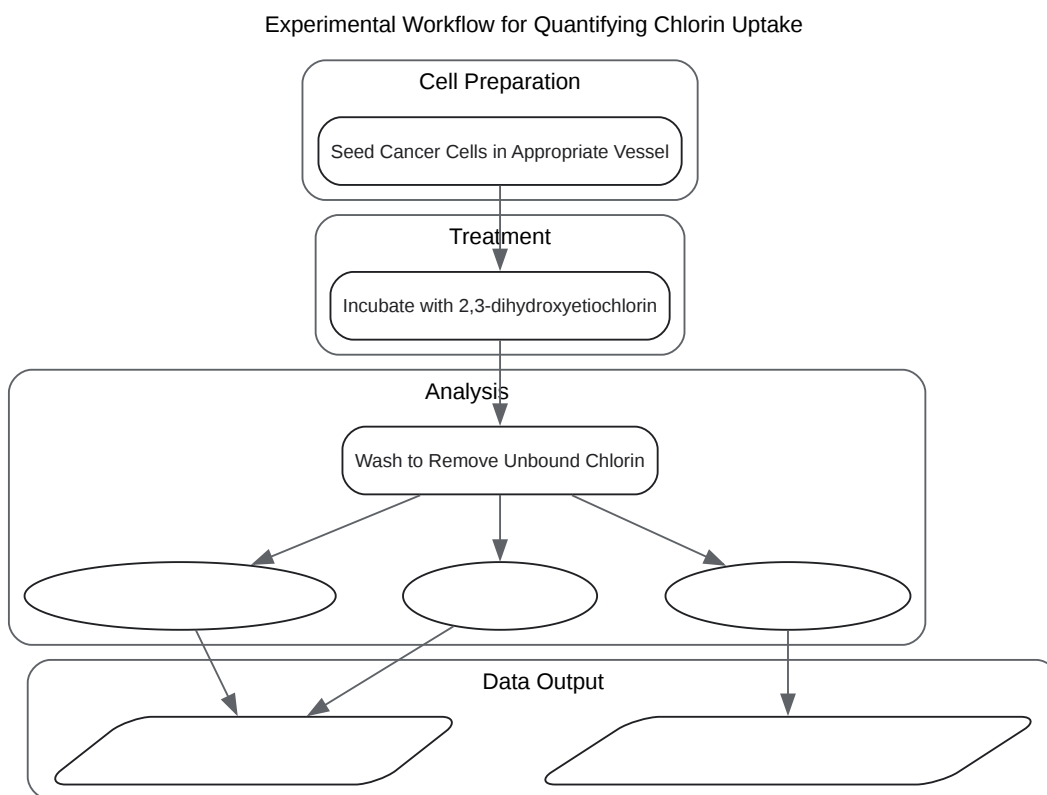 Experimental Workflow for Quantifying Chlorin Uptake
Cell Preparation
Seed Cancer Cells in Appropriate Vessel
Treatment
Incubate with 2,3-dihydroxyetiochlorin
Analysis
Wash to Remove Unbound Chlorin
Data Output